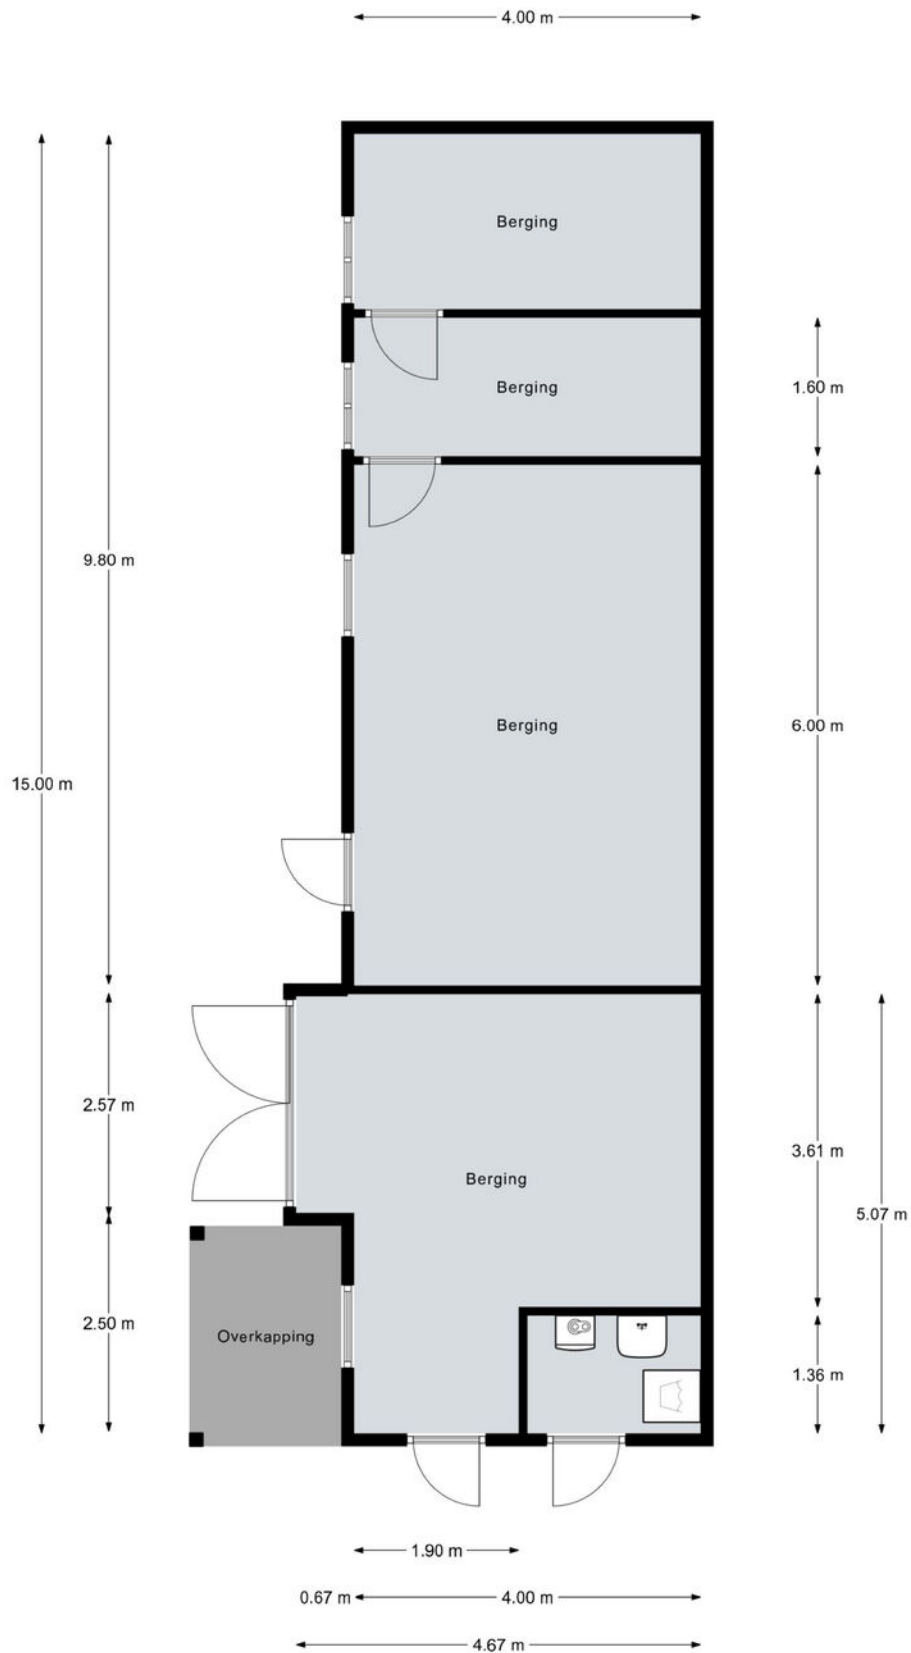 4.00 m
Berging
Berging
1.60 m
9.80 m
Berging
6.00 m
15.00 m
2.57 m
3.61 m
Berging
5.07 m
2.50 m
Overkapping
1.36 m
1.90 m
0.67 m
4.00 m
4.67 m